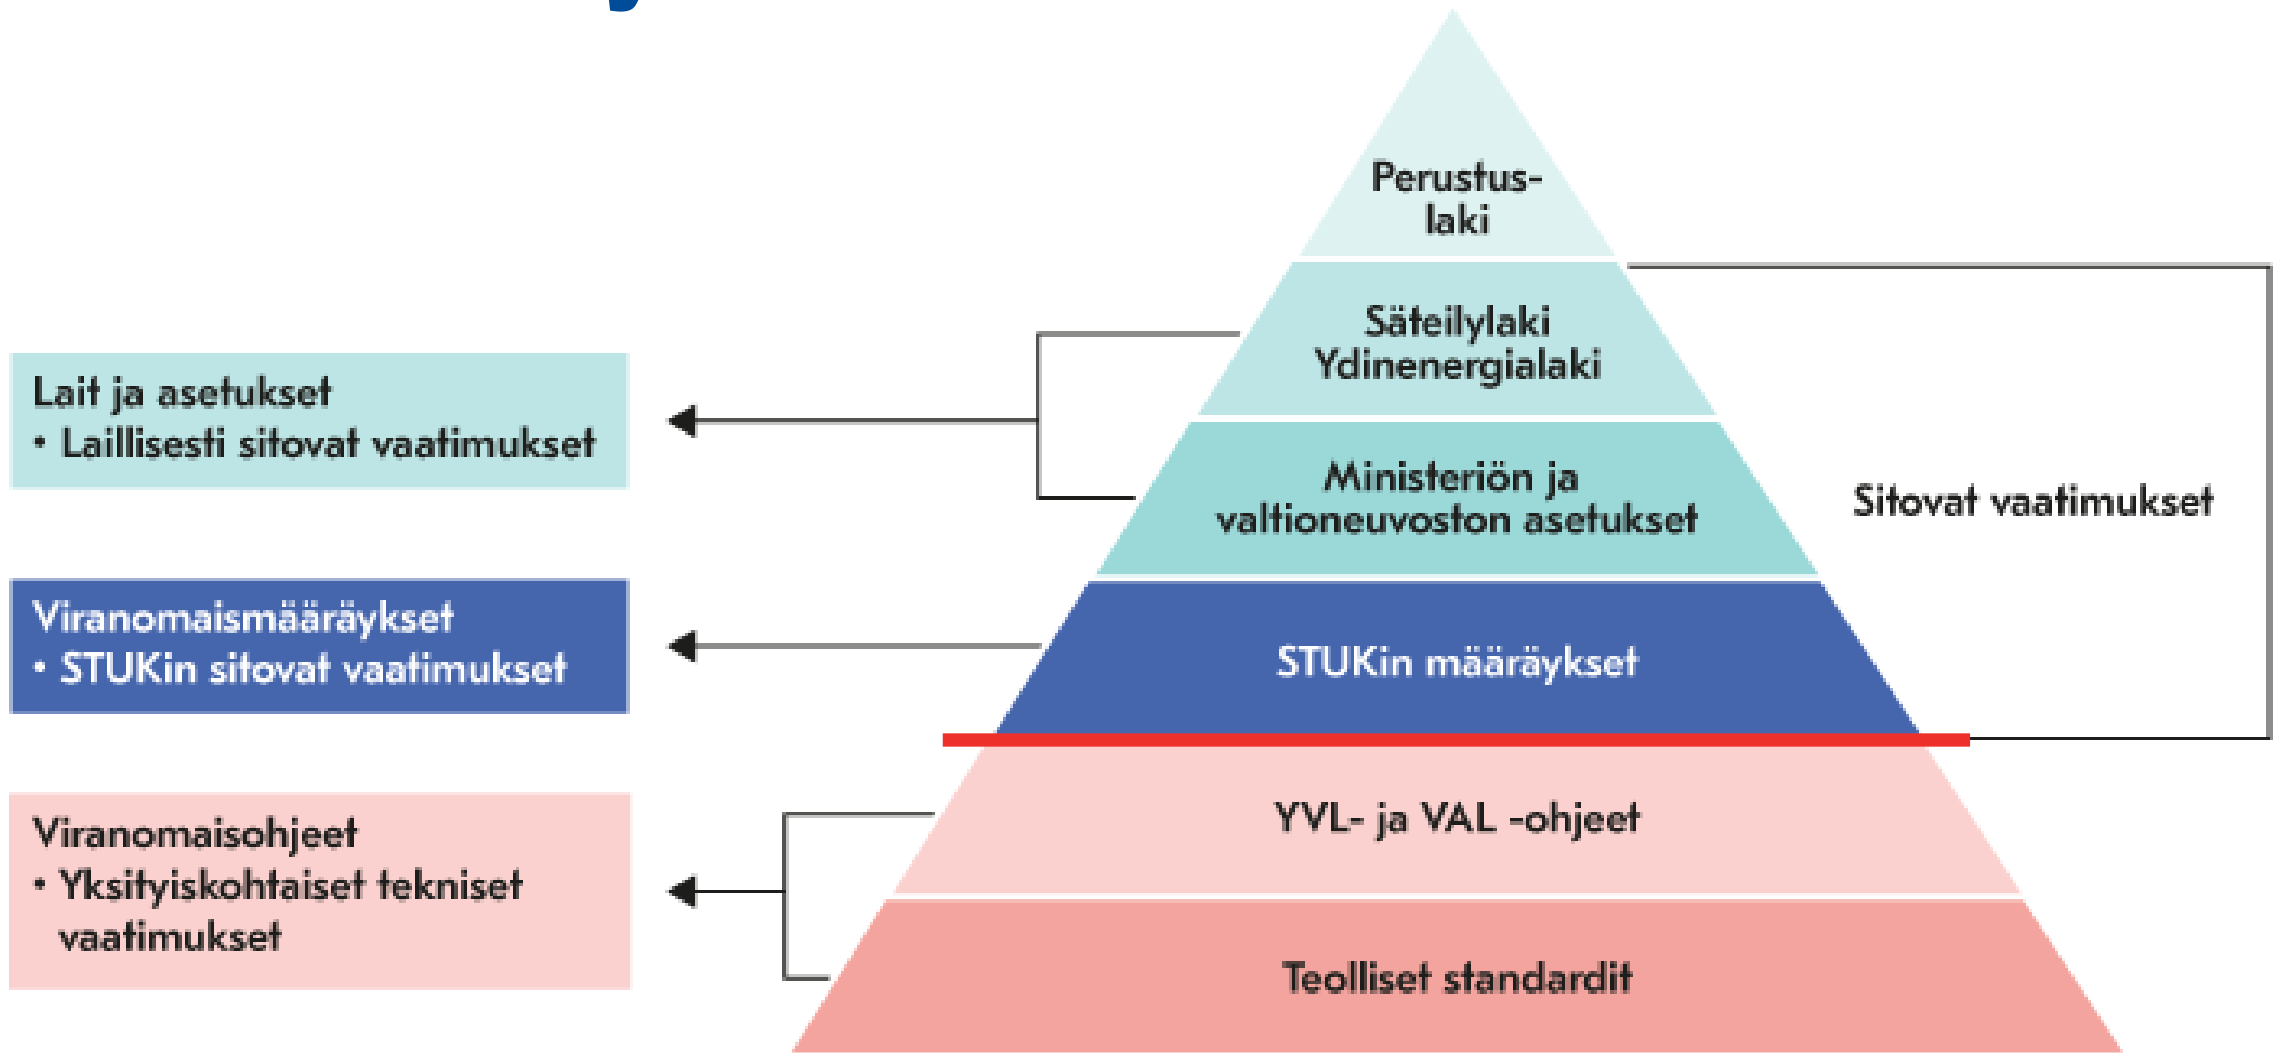 Perustus-
laki
Säteilylaki
Ydinenergialaki
Ministeriön ja
valtioneuvoston asetukset
STUKin määräykset
YVL- ja VAL -ohjeet
Teolliset standardit
Lait ja asetukset
• Laillisesti sitovat vaatimukset
Viranomaismääräykset
• STUKin sitovat vaatimukset
Viranomaisohjeet
• Yksityiskohtaiset tekniset
vaatimukset
Sitovat vaatimukset